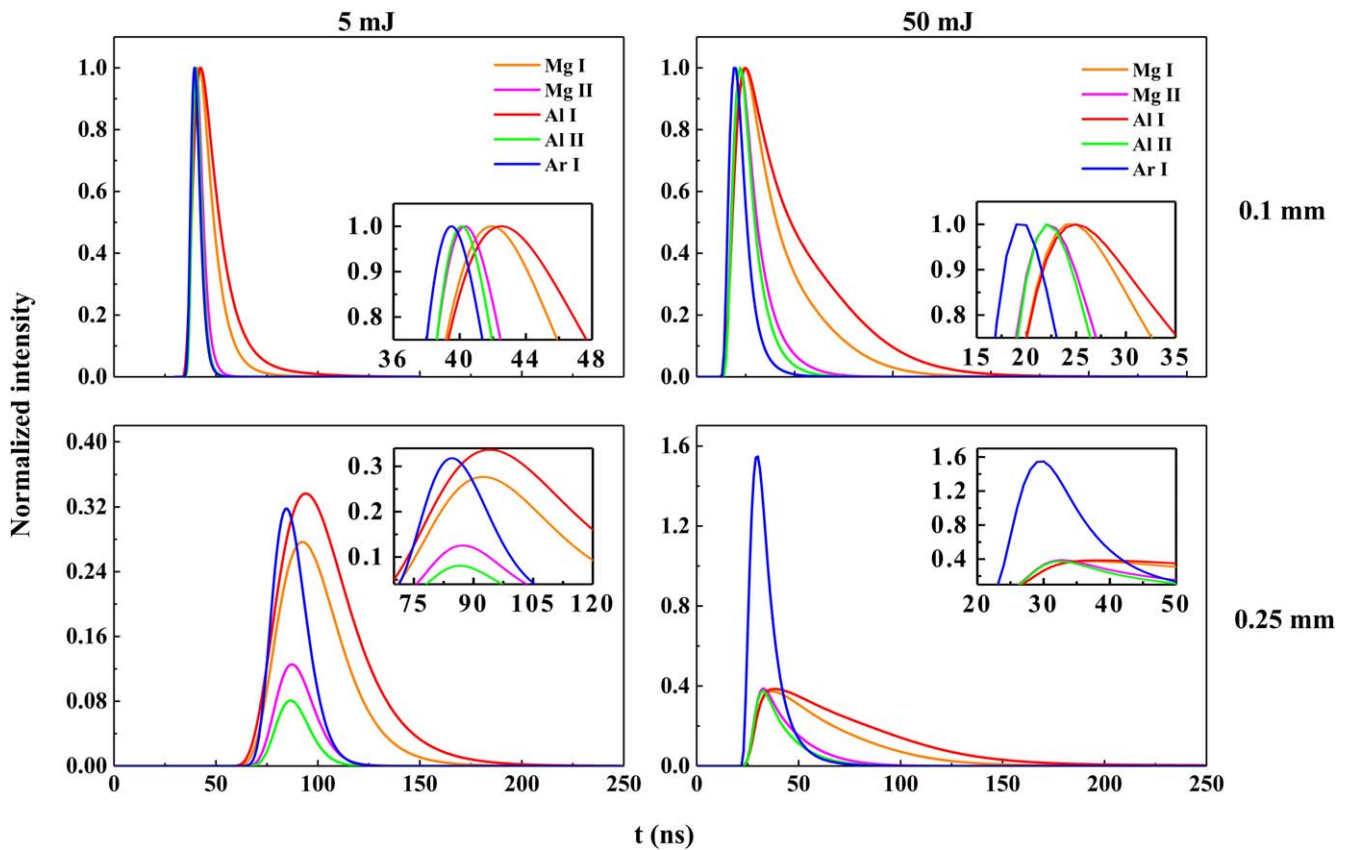 5 mJ
50 mJ
Normalized intensity
1.0
0.8
0.6
0.4
0.2
0.0
Mg I
Mg II
Al I
Al II
Ar I
1.0
0.9
0.8
36 40 44 48
1.0
0.8
0.6
0.4
0.2
0.0
Mg I
Mg II
Al I
Al II
Ar I
1.0
0.9
0.8
15 20 25 30 35
0.1 mm
0.40
0.32
0.24
0.16
0.08
0.00
0.3
0.2
0.1
75 90 105 120
0 50 100 150 200 250
1.6
1.2
0.8
0.4
0.0
1.6
1.2
0.8
0.4
20 30 40 50
0 50 100 150 200 250
0.25 mm
t (ns)